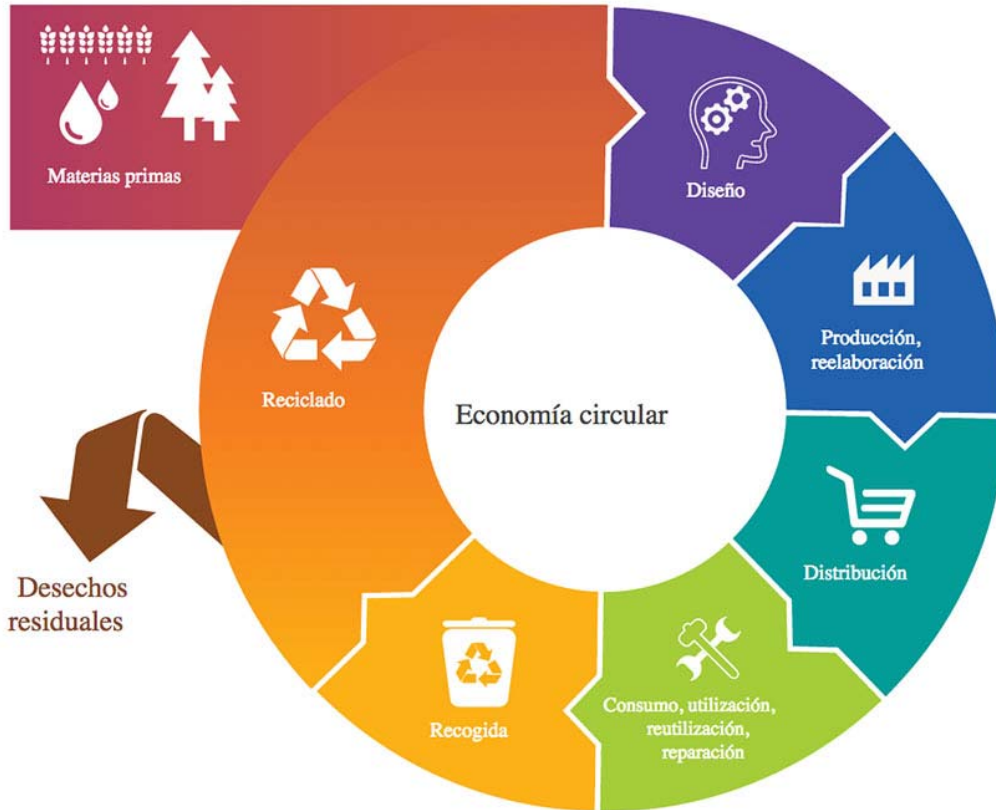 Materias primas
Diseño
Producción,
reelaboración
Reciclado
Economía circular
Distribución
Desechos
residuales
Consumo, utilización,
reutilización,
reparación
Recogida